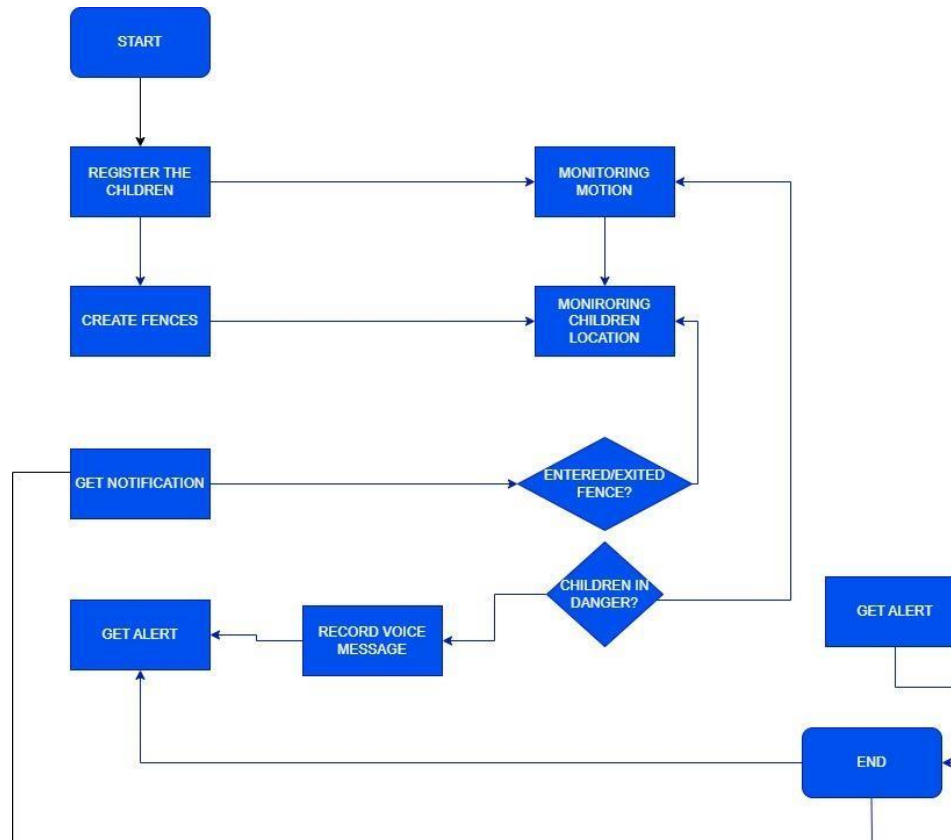 START
REGISTER THE
CHLDREN
MONITORING
MOTION
CREATE FENCES
MONIRORING
CHILDREN
LOCATION
GET NOTIFICATION
ENTERED/EXITED
FENCE?
CHILDREN IN
DANGER?
GET ALERT
RECORD VOICE
MESSAGE
GET ALERT
END